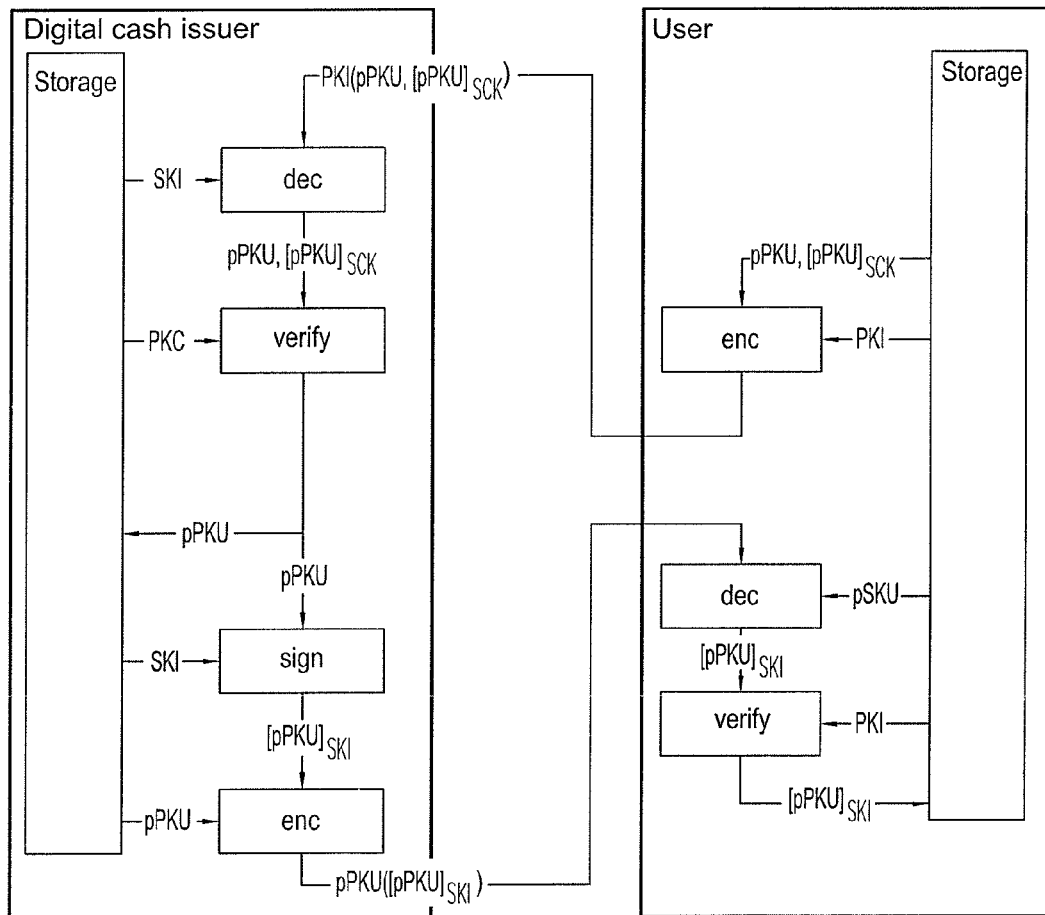 Digital cash issuer
Storage
PKI(pPKU, [pPKU]SCK)
SKI
dec
pPKU, [pPKU]SCK
PKC
verify
pPKU
pPKU
SKI
sign
[pPKU]SKI
pPKU
enc
pPKU([pPKU]SKI)
User
Storage
pPKU, [pPKU]SCK
enc
PKI
dec
pSKU
[pPKU]SKI
verify
PKI
[pPKU]SKI